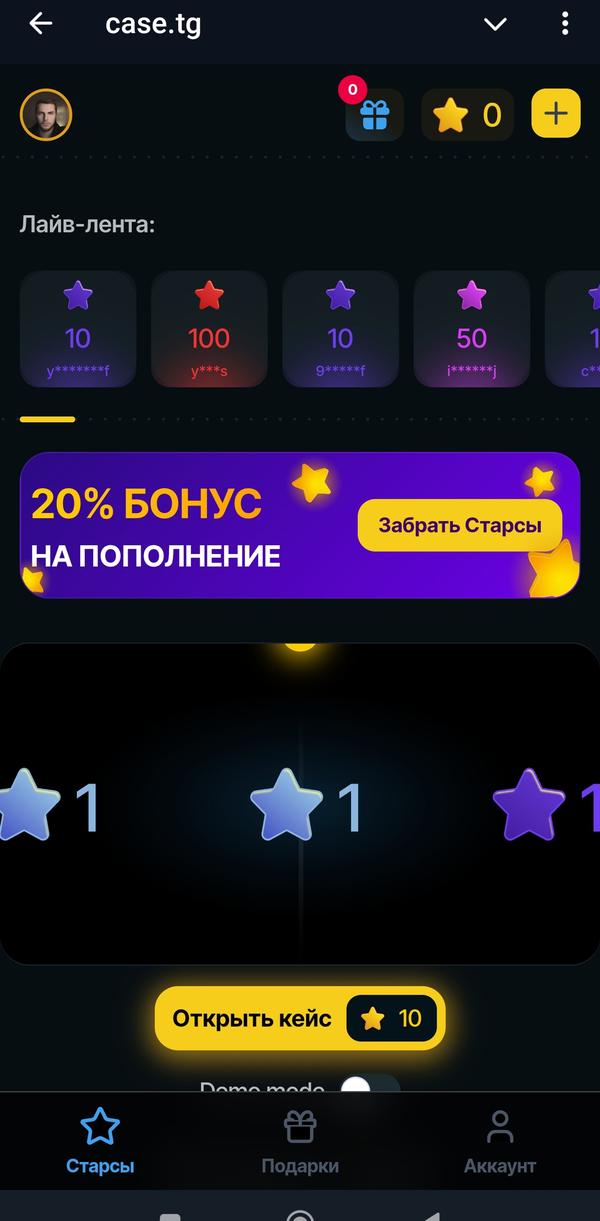 case.tg
0
0
Лайв-лента:
10
100
10
50
y*******f
y***s
9*****f
i******j
20% БОНУС
НА ПОПОЛНЕНИЕ
Забрать Старсы
1
1
1
Открыть кейс 10
Demo mode
Старсы
Подарки
Аккаунт